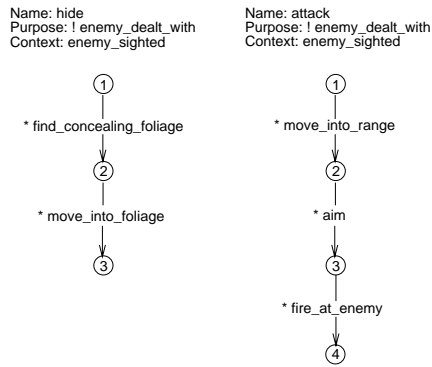 Name: hide
Purpose: ! enemy_dealt_with
Context: enemy_sighted
1
* find_concealing_foliage
2
* move_into_foliage
3
Name: attack
Purpose: ! enemy_dealt_with
Context: enemy_sighted
1
* move_into_range
2
* aim
3
* fire_at_enemy
4